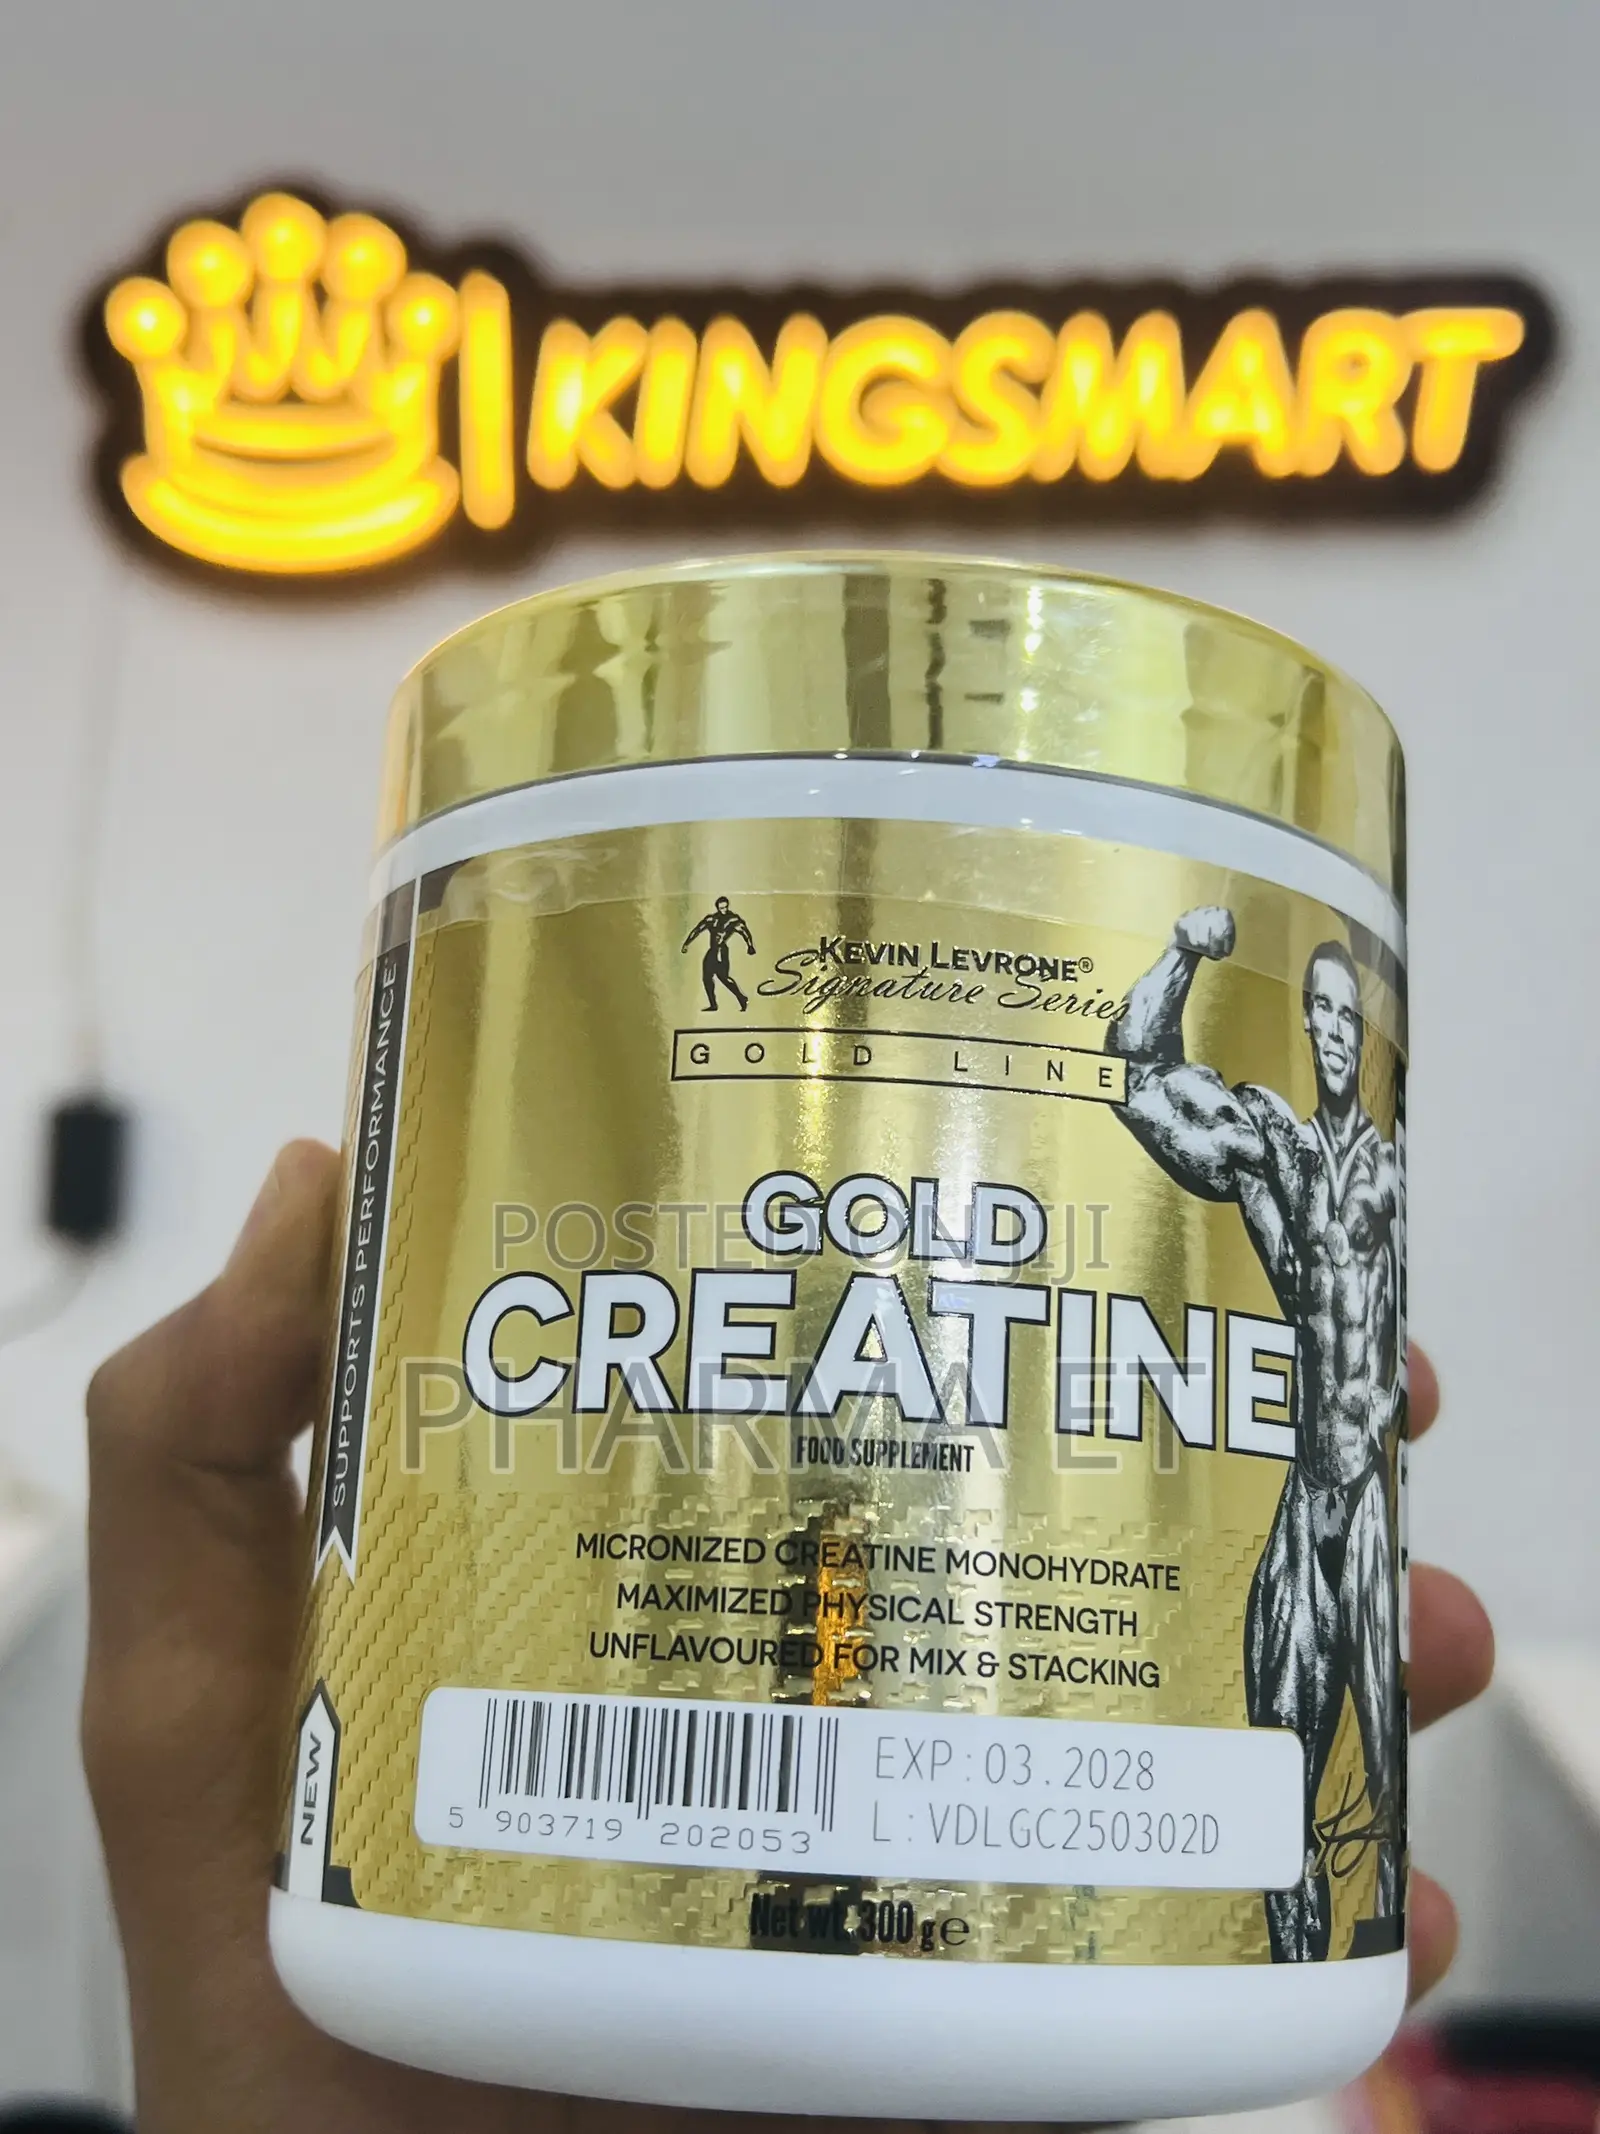 KINGSMART
KEVIN LEVRONE®
Signature Series
GOLD LINE
SUPPORTS PERFORMANCE
GOLD
POSTED ON JIJI
CREATINE
PHARMA ET
FOOD SUPPLEMENT
MICRONIZED CREATINE MONOHYDRATE
MAXIMIZED PHYSICAL STRENGTH
UNFLAVOURED FOR MIX & STACKING
NEW
EXP:03.2028
L:VDLGC250302D
5 903719 202053
Net wt. 300 g e